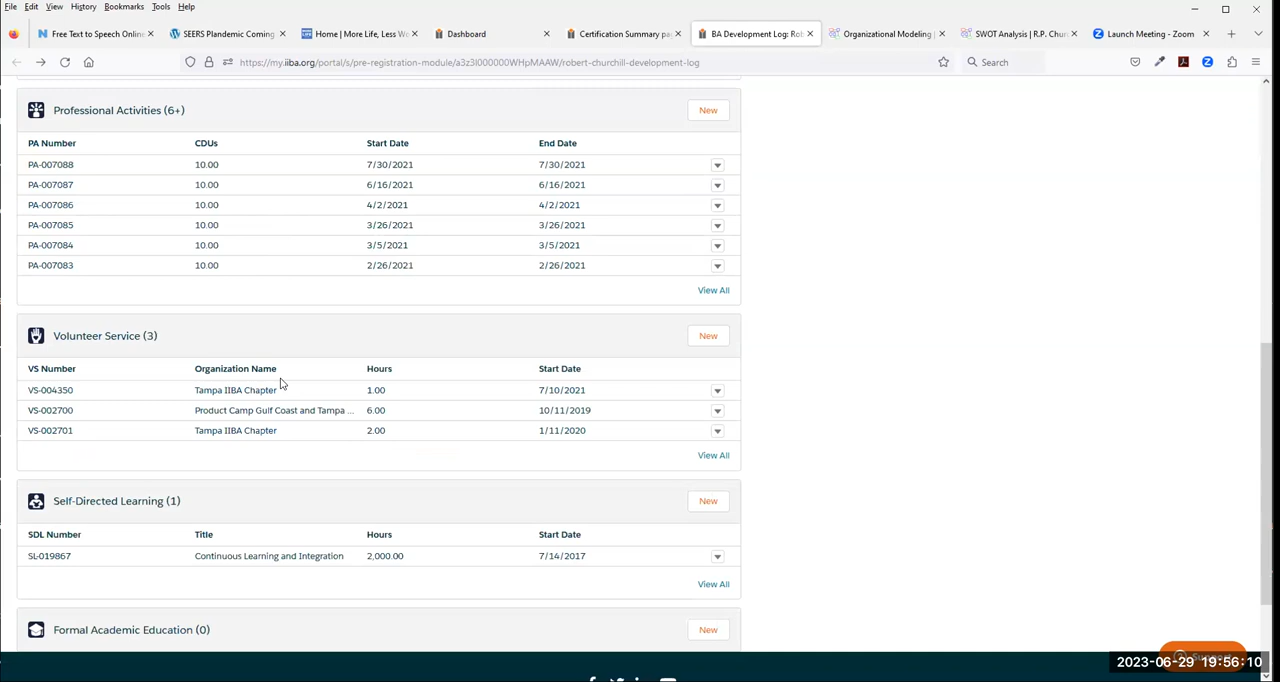 File Edit View History Bookmarks Tools Help
Free Text to Speech Online
SEERS Plandemic Coming
Home | More Life, Less Wo
Dashboard
Certification Summary pa
BA Development Log: Rob
Organizational Modeling |
SWOT Analysis | R.P. Chur
Launch Meeting - Zoom
https://my.iiba.org/portal/s/pre-registration-module/a3z3l000000WHpMAAW/robert-churchill-development-log
Search
Professional Activities (6+) New
PA Number CDUs Start Date End Date
PA-007088 10.00 7/30/2021 7/30/2021
PA-007087 10.00 6/16/2021 6/16/2021
PA-007086 10.00 4/2/2021 4/2/2021
PA-007085 10.00 3/26/2021 3/26/2021
PA-007084 10.00 3/5/2021 3/5/2021
PA-007083 10.00 2/26/2021 2/26/2021
View All
Volunteer Service (3) New
VS Number Organization Name Hours Start Date
VS-004350 Tampa IIBA Chapter 1.00 7/10/2021
VS-002700 Product Camp Gulf Coast and Tampa ... 6.00 10/11/2019
VS-002701 Tampa IIBA Chapter 2.00 1/11/2020
View All
Self-Directed Learning (1) New
SDL Number Title Hours Start Date
SL-019867 Continuous Learning and Integration 2,000.00 7/14/2017
View All
Formal Academic Education (0) New
2023-06-29 19:56:10